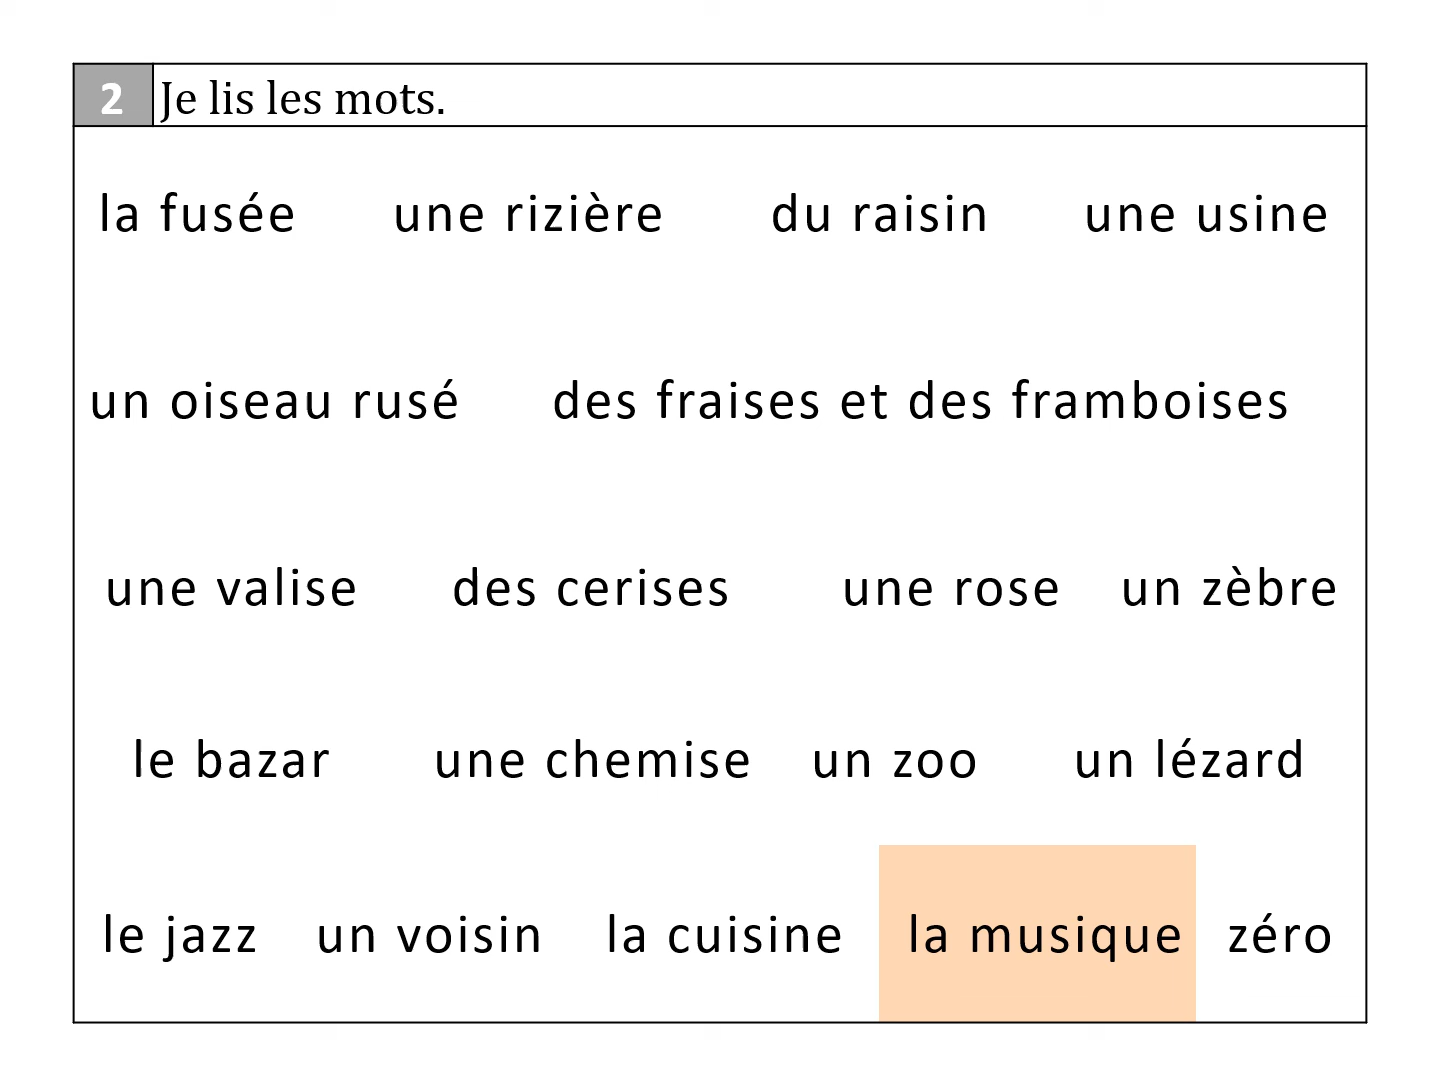 2 Je lis les mots.
la fusée une rizière du raisin une usine
un oiseau rusé des fraises et des framboises
une valise des cerises une rose un zèbre
le bazar une chemise un zoo un lézard
le jazz un voisin la cuisine la musique zéro